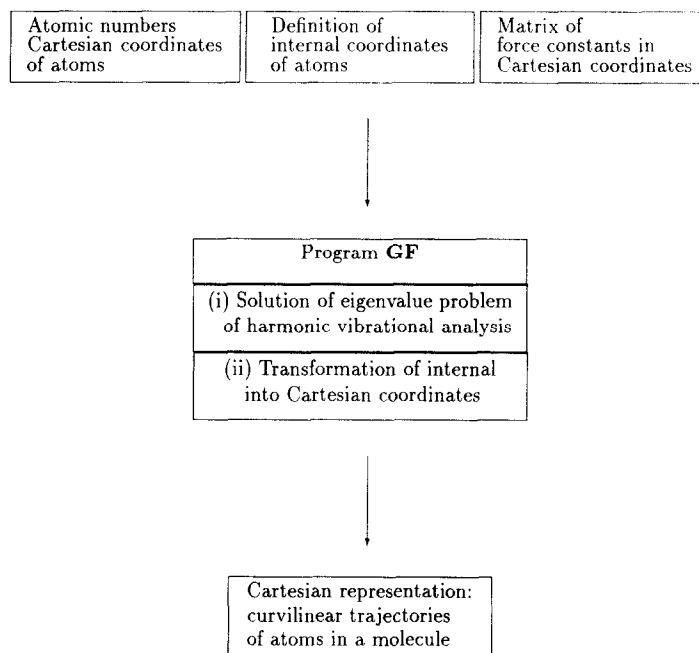 Atomic numbers
Cartesian coordinates
of atoms
Definition of
internal coordinates
of atoms
Matrix of
force constants in
Cartesian coordinates
Program GF
(i) Solution of eigenvalue problem
of harmonic vibrational analysis
(ii) Transformation of internal
into Cartesian coordinates
Cartesian representation:
curvilinear trajectories
of atoms in a molecule